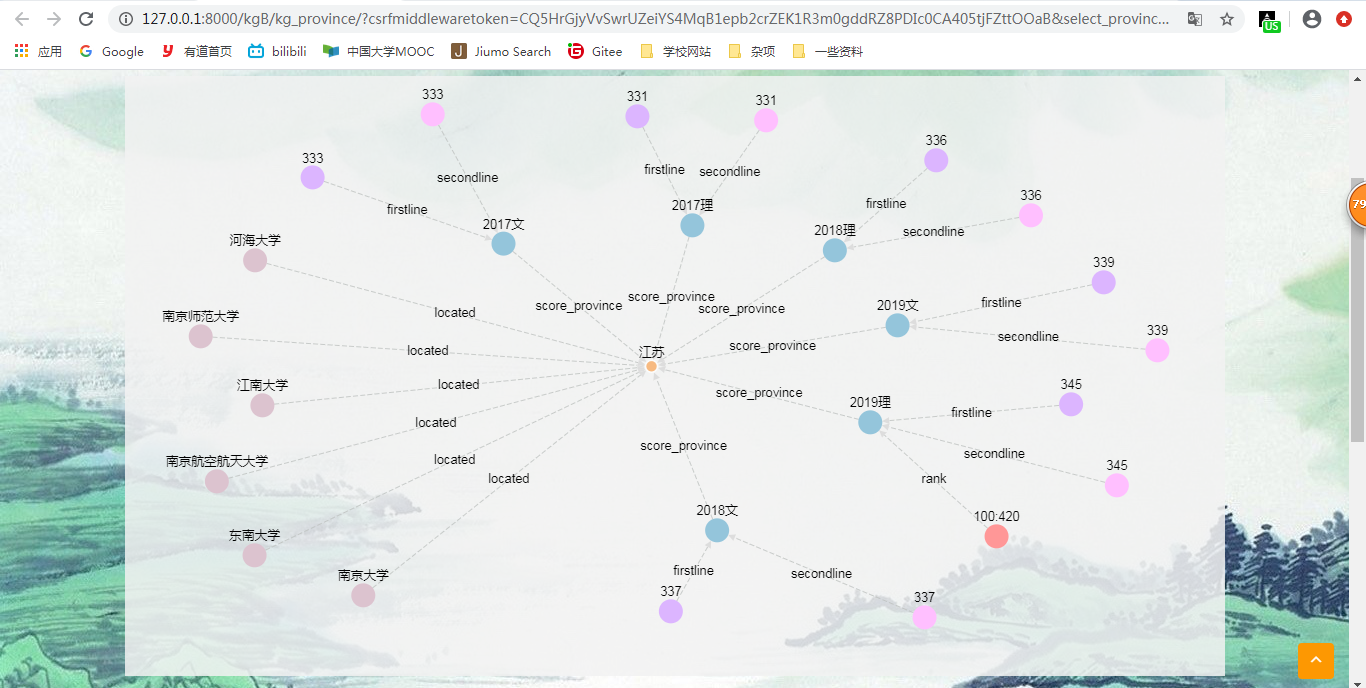 127.0.0.1:8000/kgB/kg_province/?csrfmiddlewaretoken=CQ5HrGjyVvSwrUZeiYS4MqB1epb2crZEK1R3m0gddRZ8PDIc0CA405tjFZttOOaB&select_provinc...
US
应用 Google 有道首页 bilibili 中国大学MOOC Jiumo Search Gitee 学校网站 杂项 一些资料
333
331
331
336
333
firstline
secondline
secondline
336
firstline
firstline
2017理
2017文
2018理
secondline
河海大学
339
score_province
score_province
score_province
2019文
firstline
located
南京师范大学
secondline
339
score_province
located
江苏
江南大学
located
score_province
2019理
345
firstline
located
score_province
南京航空航天大学
located
secondline
345
located
rank
2018文
100:420
东南大学
南京大学
firstline
secondline
337
337
79